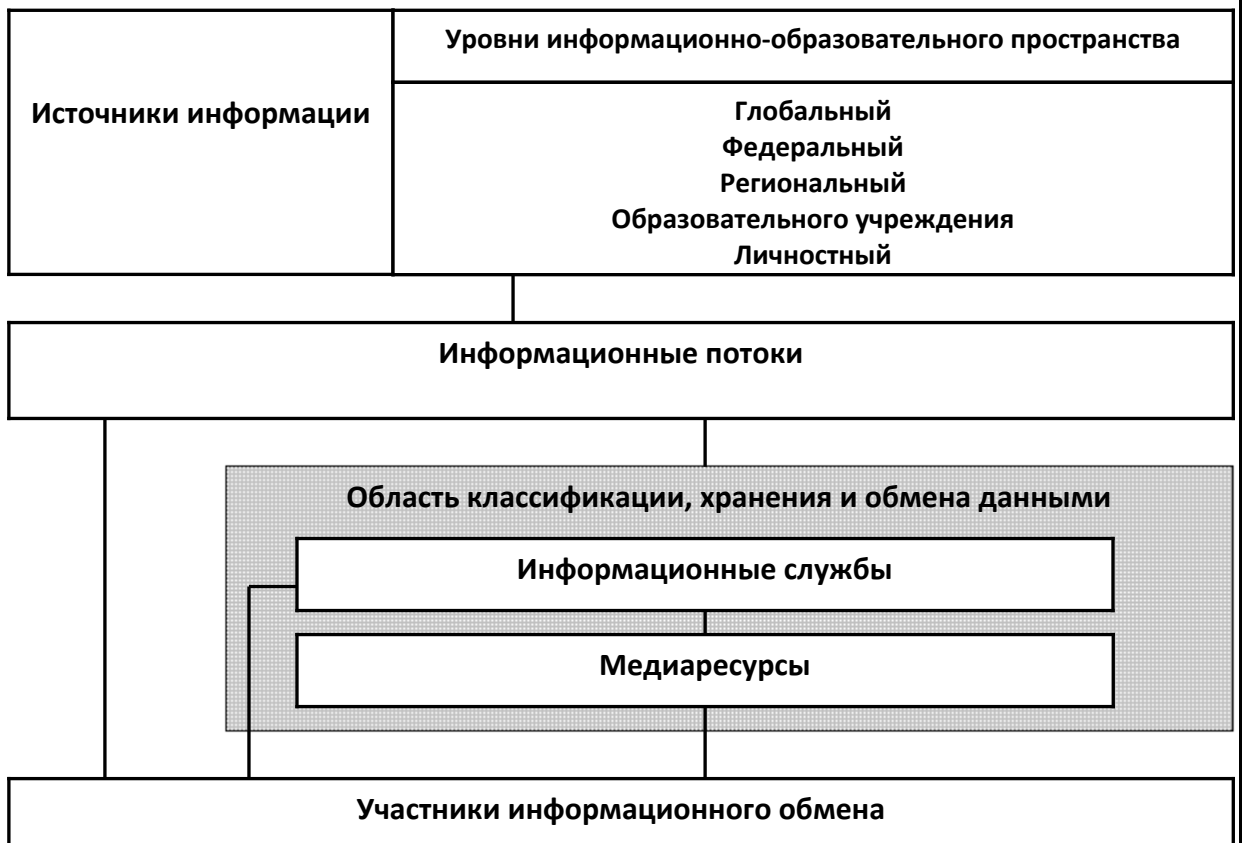 Уровни информационно-образовательного пространства
Источники информации
Глобальный
Федеральный
Региональный
Образовательного учреждения
Личностный
Информационные потоки
Область классификации, хранения и обмена данными
Информационные службы
Медиаресурсы
Участники информационного обмена